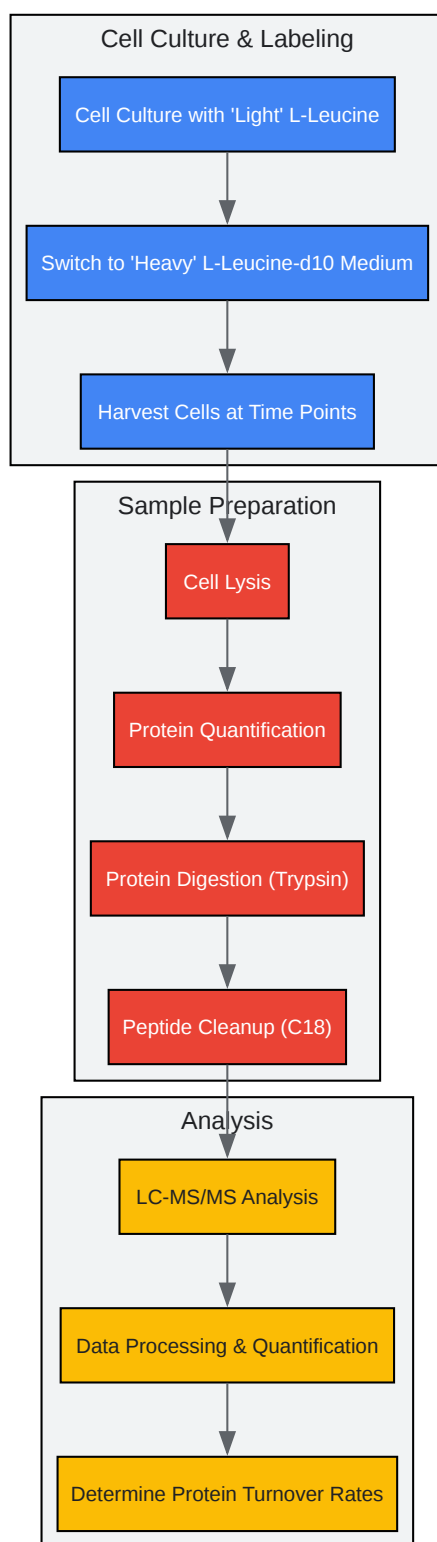 Cell Culture & Labeling
Cell Culture with 'Light' L-Leucine
Switch to 'Heavy' L-Leucine-d10 Medium
Harvest Cells at Time Points
Sample Preparation
Cell Lysis
Protein Quantification
Protein Digestion (Trypsin)
Peptide Cleanup (C18)
Analysis
LC-MS/MS Analysis
Data Processing & Quantification
Determine Protein Turnover Rates